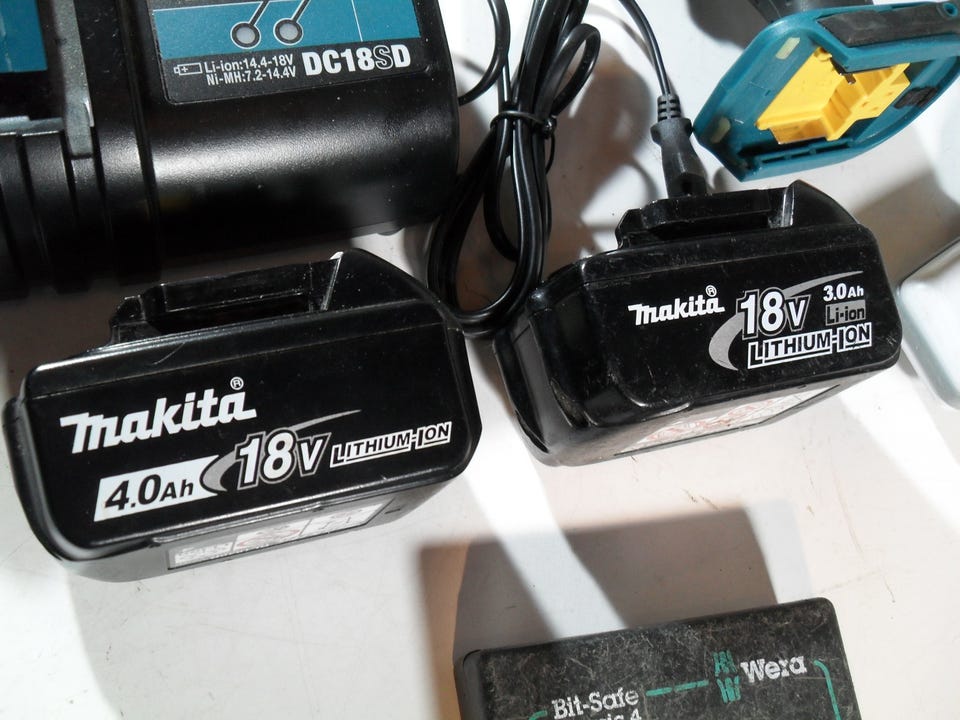 Li-ion:14.4-18V
Ni-MH:7.2-14.4V
DC18SD
makita®
18V
3.0Ah
Li-ion
LITHIUM-ION
makita®
4.0Ah
18V
LITHIUM-ION
Wera
Bit-Safe